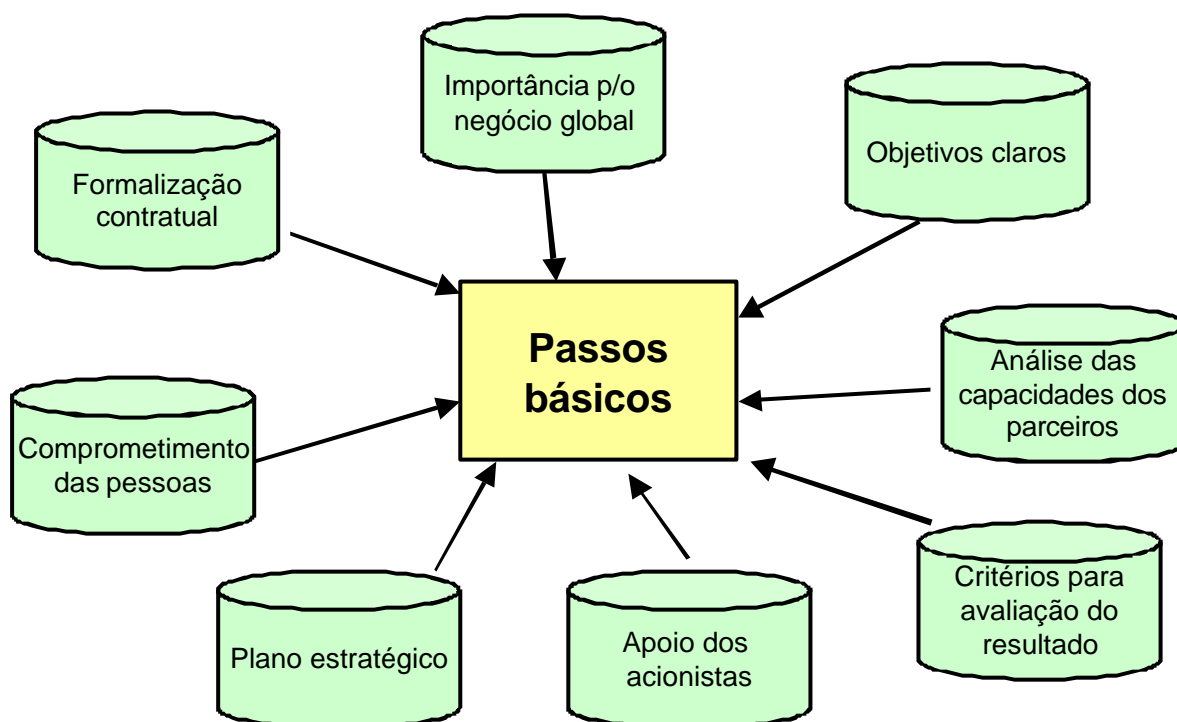 Importância p/o
negócio global
Objetivos claros
Formalização
contratual
Passos
básicos
Análise das
capacidades dos
parceiros
Comprometimento
das pessoas
Critérios para
avaliação do
resultado
Plano estratégico
Apoio dos
acionistas